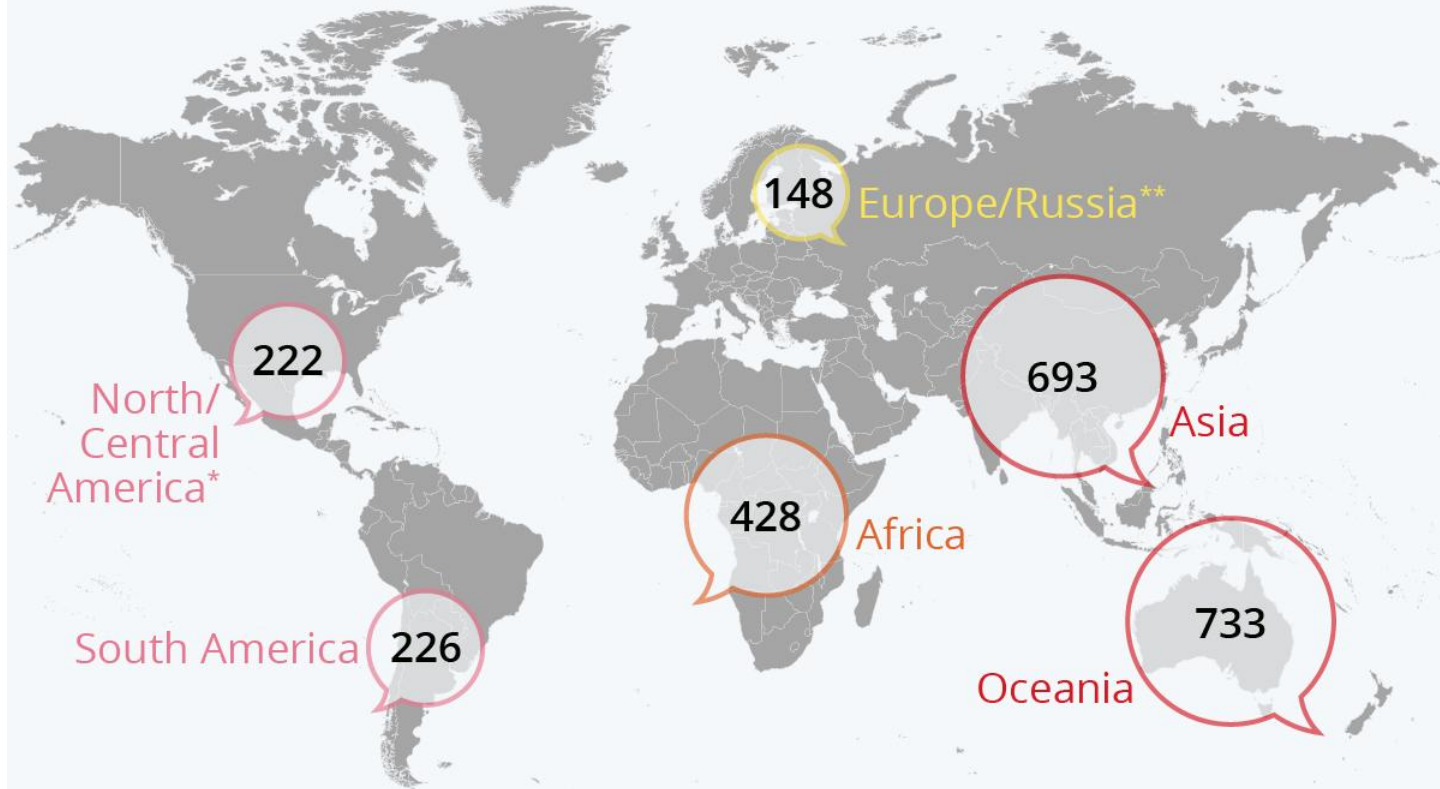 148
Europe/Russia**
222
North/
Central
America*
693
Asia
428
Africa
733
Oceania
South America
226